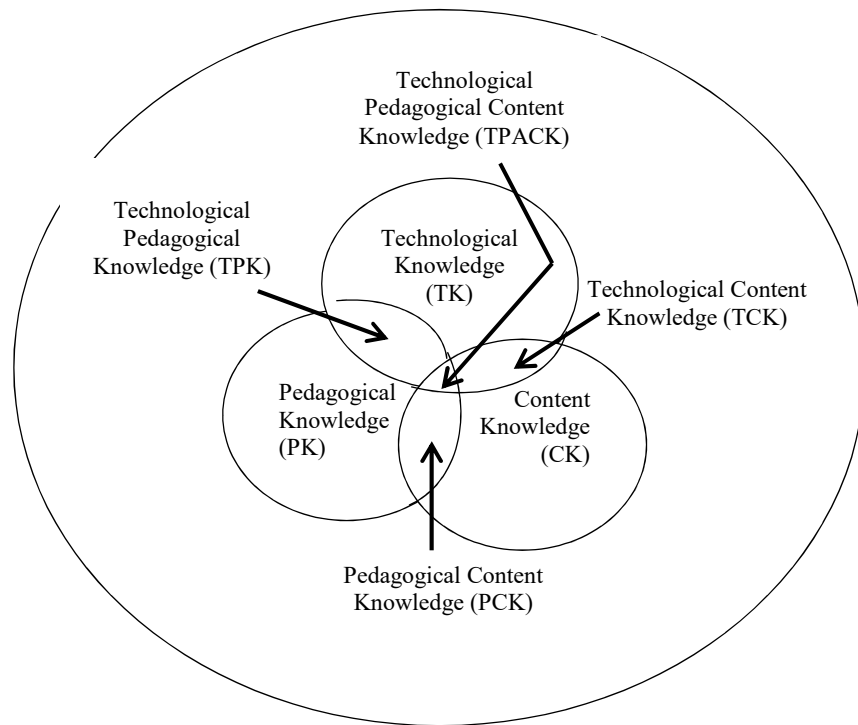 Technological
Pedagogical Content
Knowledge (TPACK)
Technological
Pedagogical
Knowledge (TPK)
Technological
Knowledge
(TK)
Technological Content
Knowledge (TCK)
Pedagogical
Knowledge
(PK)
Content
Knowledge
(CK)
Pedagogical Content
Knowledge (PCK)